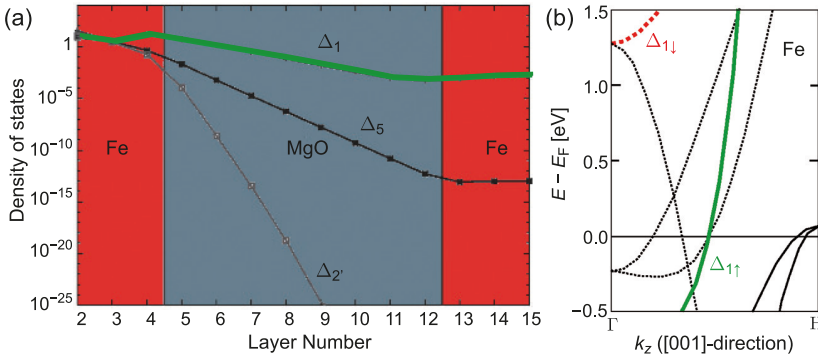 (a)
Density of states
1
10⁻⁵
10⁻¹⁰
10⁻¹⁵
10⁻²⁰
10⁻²⁵
Δ₁
Δ₅
Δ₂'
Fe
MgO
Fe
2 3 4 5 6 7 8 9 10 11 12 13 14 15
Layer Number
(b)
E − E_F [eV]
1.5
1.0
0.5
0.0
−0.5
Δ₁↓
Fe
Δ₁↑
Γ
H
k_z ([001]-direction)